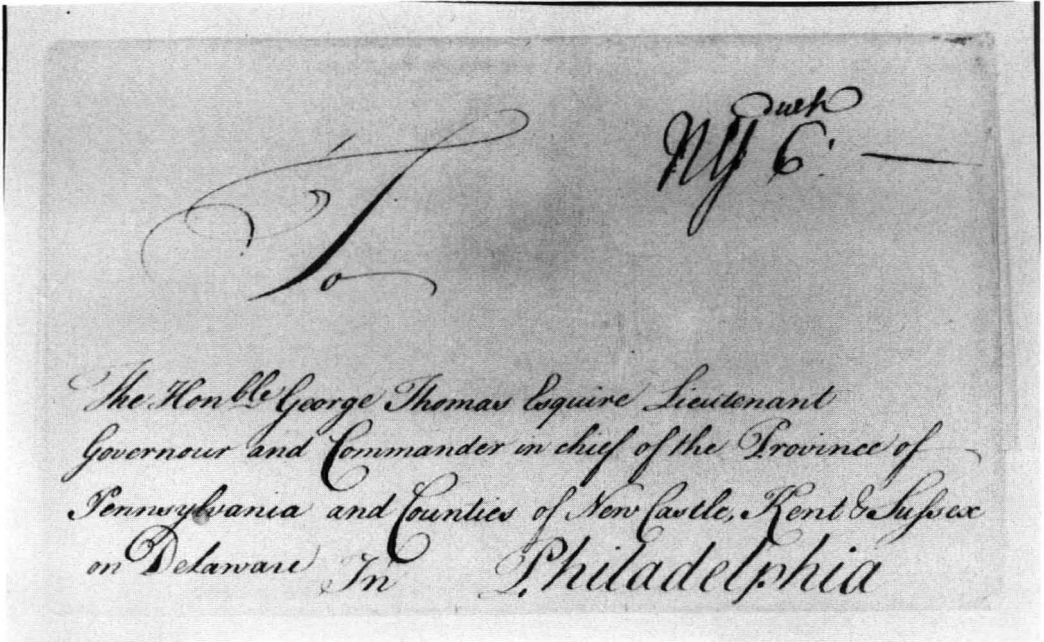 dwt
NY 6:
To
The Honble George Thomas Esquire Lieutenant
Governour and Commander in chief of the Province of
Pennsylvania and Counties of New Castle, Kent & Sussex
on Delaware In Philadelphia